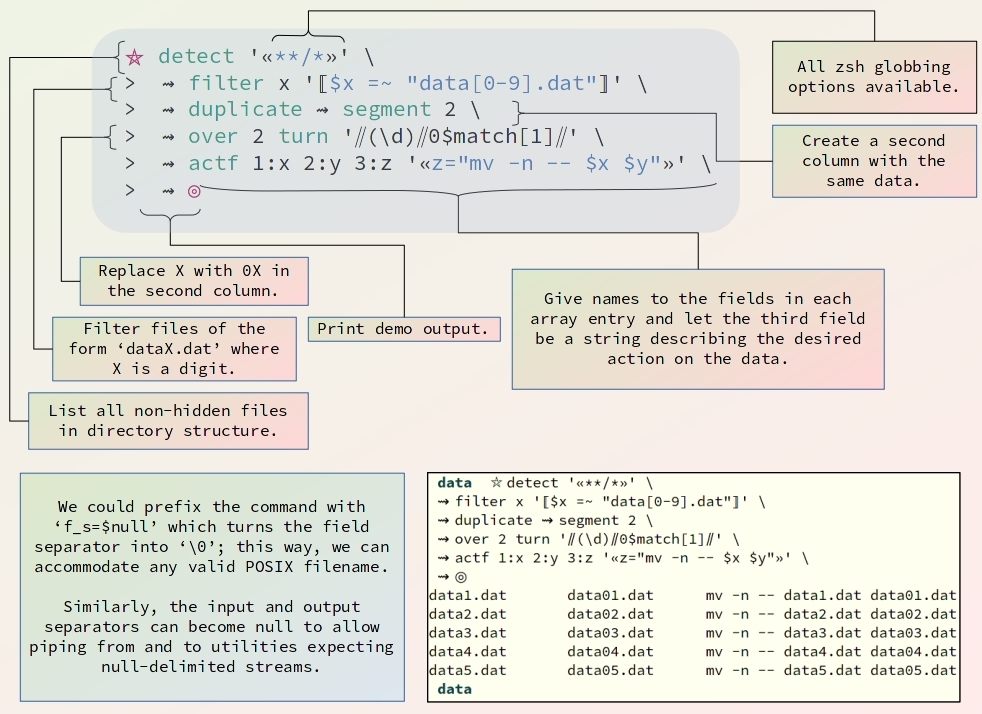 ☆ detect '«**/*»' \
>  ⇝ filter x '⟦$x =~ "data[0-9].dat"⟧' \
>  ⇝ duplicate ⇝ segment 2 \
>  ⇝ over 2 turn '⫽(\d)⫽0$match[1]⫽' \
>  ⇝ actf 1:x 2:y 3:z '«z="mv -n -- $x $y"»' \
>  ⇝ ◎
All zsh globbing
options available.
Create a second
column with the
same data.
Replace X with 0X in
the second column.
Filter files of the
form ‘dataX.dat’ where
X is a digit.
Print demo output.
Give names to the fields in each
array entry and let the third field
be a string describing the desired
action on the data.
List all non-hidden files
in directory structure.
We could prefix the command with
‘f_s=$null’ which turns the field
separator into ‘\0’; this way, we can
accommodate any valid POSIX filename.
Similarly, the input and output
separators can become null to allow
piping from and to utilities expecting
null-delimited streams.
data  ☆ detect '«**/*»' \
⇝ filter x '⟦$x =~ "data[0-9].dat"⟧' \
⇝ duplicate ⇝ segment 2 \
⇝ over 2 turn '⫽(\d)⫽0$match[1]⫽' \
⇝ actf 1:x 2:y 3:z '«z="mv -n -- $x $y"»' \
⇝ ◎
data1.dat       data01.dat      mv -n -- data1.dat data01.dat
data2.dat       data02.dat      mv -n -- data2.dat data02.dat
data3.dat       data03.dat      mv -n -- data3.dat data03.dat
data4.dat       data04.dat      mv -n -- data4.dat data04.dat
data5.dat       data05.dat      mv -n -- data5.dat data05.dat
data